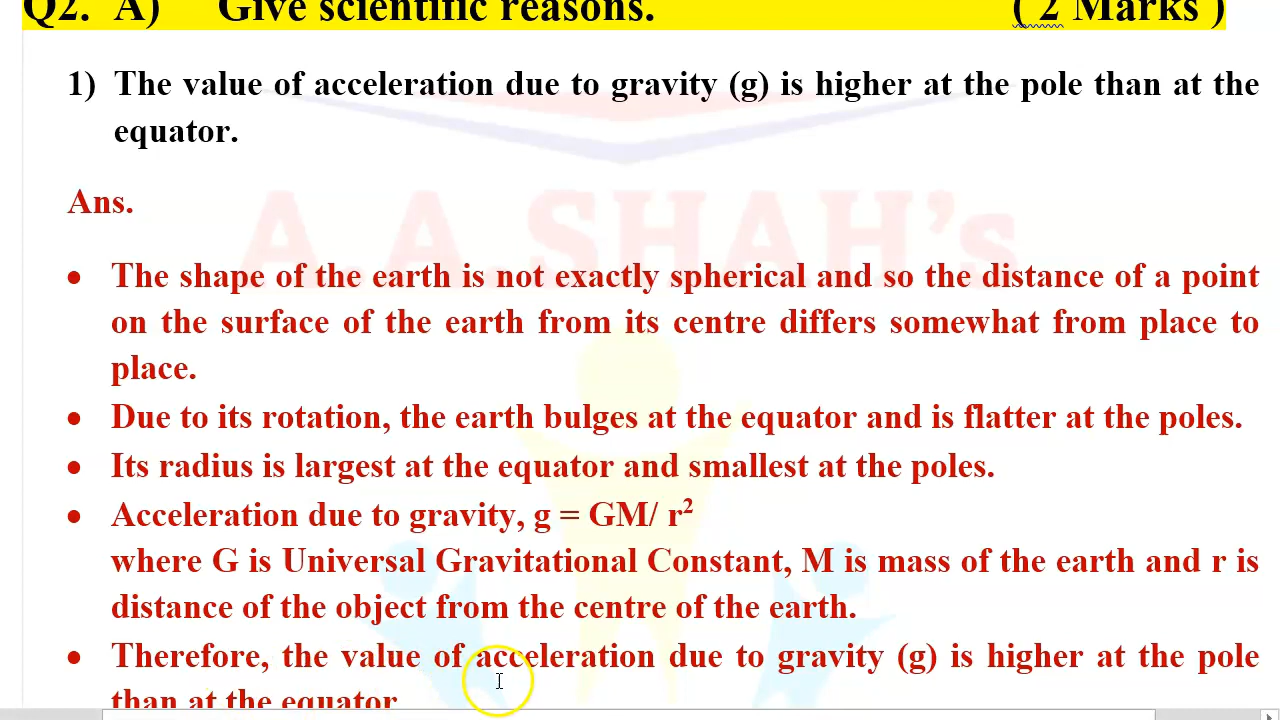 Q2. A) Give scientific reasons. ( 2 Marks )
1) The value of acceleration due to gravity (g) is higher at the pole than at the
equator.
A.A.SHAH's
Ans.
• The shape of the earth is not exactly spherical and so the distance of a point
on the surface of the earth from its centre differs somewhat from place to
place.
• Due to its rotation, the earth bulges at the equator and is flatter at the poles.
• Its radius is largest at the equator and smallest at the poles.
• Acceleration due to gravity, g = GM/ r²
where G is Universal Gravitational Constant, M is mass of the earth and r is
distance of the object from the centre of the earth.
• Therefore, the value of acceleration due to gravity (g) is higher at the pole
than at the equator.